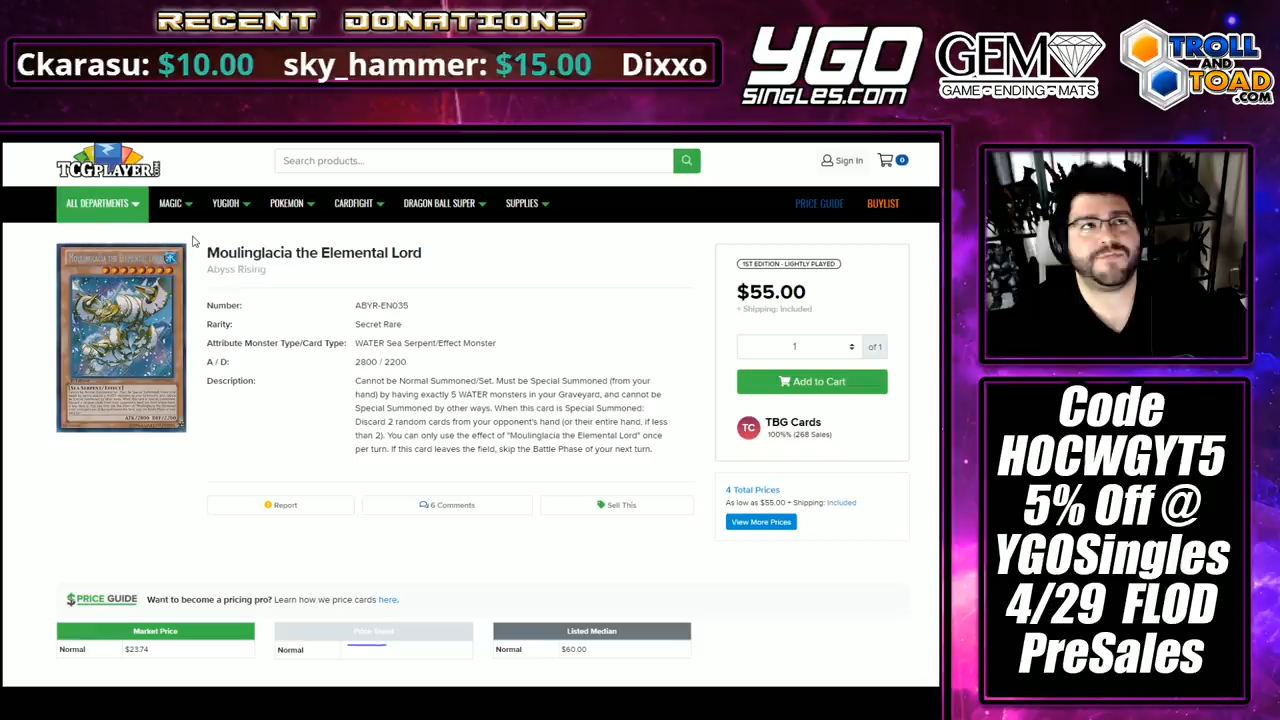 RECENT DONATIONS
Ckarasu: $10.00 sky_hammer: $15.00 Dixxo
YGO
SINGLES.COM
GEM
GAME-ENDING-MATS
TROLL
AND
TOAD
.COM
TCGPLAYER
Search products...
Sign In
0
ALL DEPARTMENTS
MAGIC
YUGIOH
POKEMON
CARDFIGHT
DRAGON BALL SUPER
SUPPLIES
PRICE GUIDE
BUYLIST
Moulinglacia the Elemental Lord
Abyss Rising
Number: ABYR-EN035
Rarity: Secret Rare
Attribute Monster Type/Card Type: WATER Sea Serpent/Effect Monster
A / D: 2800 / 2200
Description: Cannot be Normal Summoned/Set. Must be Special Summoned (from your
hand) by having exactly 5 WATER monsters in your Graveyard, and cannot be
Special Summoned by other ways. When this card is Special Summoned:
Discard 2 random cards from your opponent's hand (or their entire hand, if less
than 2). You can only use the effect of "Moulinglacia the Elemental Lord" once
per turn. If this card leaves the field, skip the Battle Phase of your next turn.
Report
6 Comments
Sell This
1ST EDITION - LIGHTLY PLAYED
$55.00
+ Shipping: Included
1
of 1
Add to Cart
TC
TBG Cards
100%% (268 Sales)
4 Total Prices
As low as $55.00 + Shipping: Included
View More Prices
PRICE GUIDE
Want to become a pricing pro? Learn how we price cards here.
Market Price
Normal $23.74
Normal
Listed Median
Normal $60.00
Code
HOCWGYT5
5% Off @
YGOSingles
4/29 FLOD
PreSales